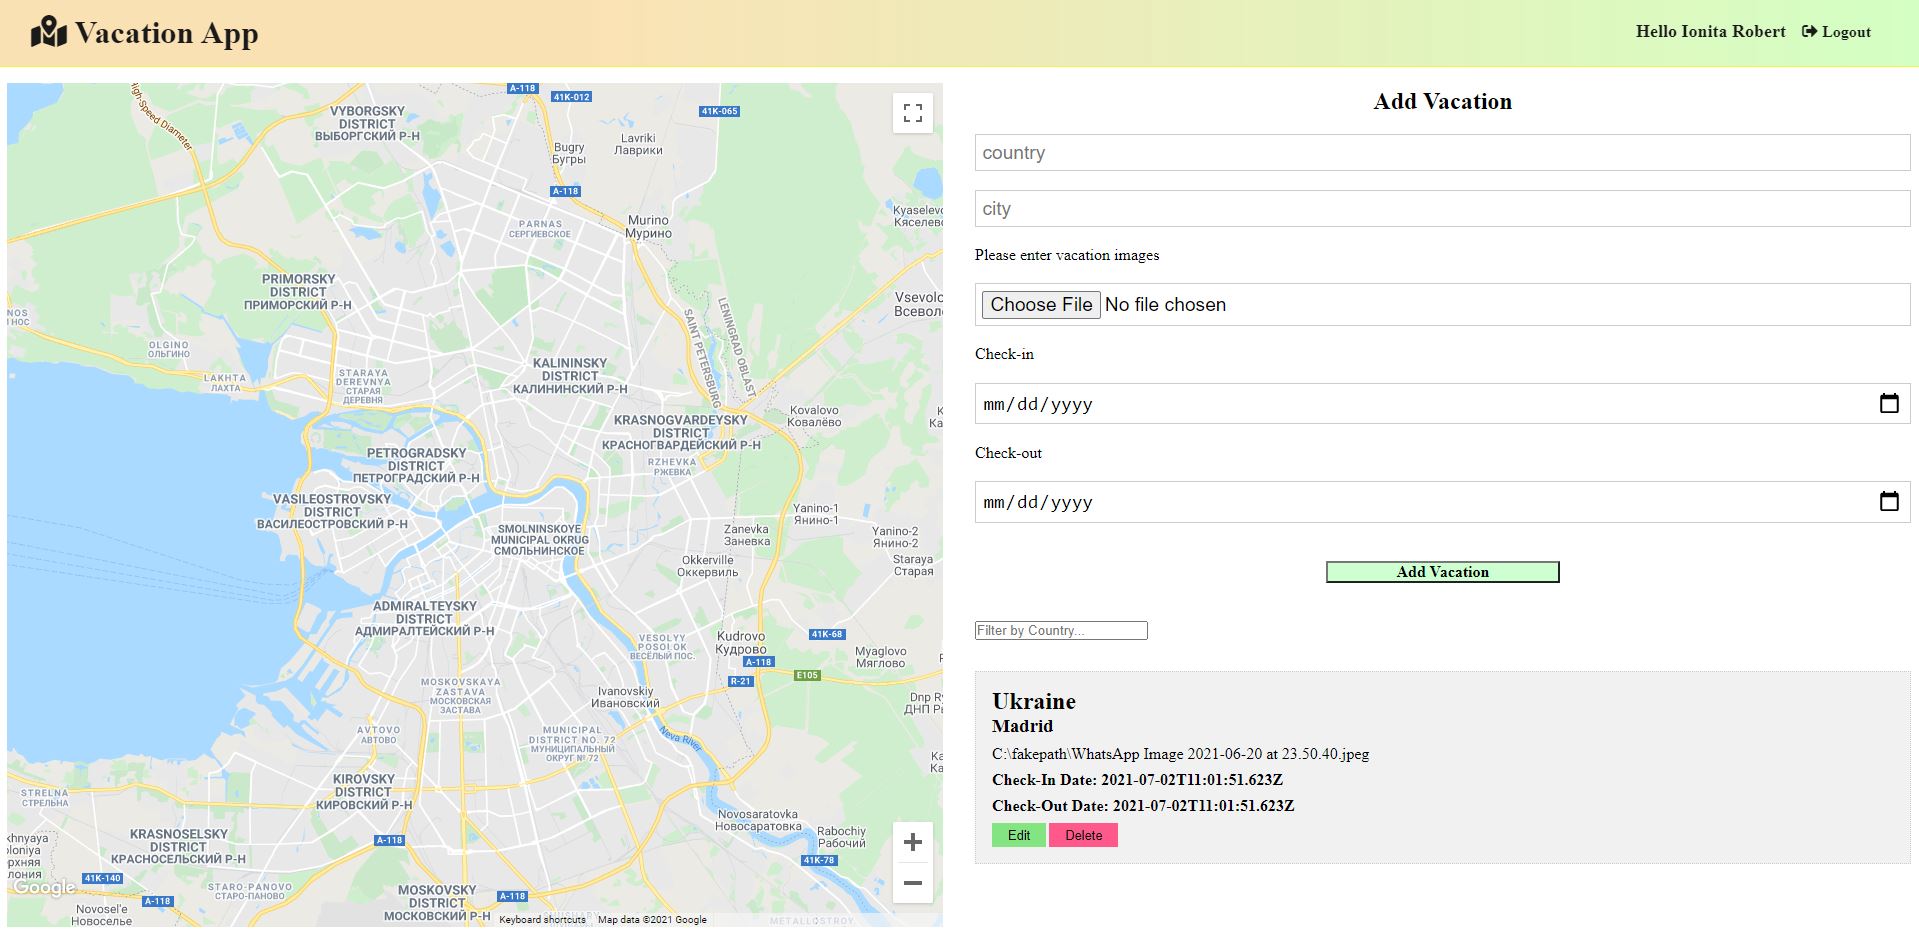 Vacation App
Hello Ionita Robert
Logout
High-Speed Diameter
A-118
41K-012
41K-065
VYBORGSKY
DISTRICT
ВЫБОРГСКИЙ Р-Н
Lavriki
Лаврики
Bugry
Бугры
A-118
Kyaselevo
Murino
Мурино
PARNAS
СЕРГИЕВСКОЕ
PRIMORSKY
DISTRICT
ПРИМОРСКИЙ Р-Н
Vsevolo
Всеволо
NOS
НОС
LENINGRAD OBLAST
SAINT PETERSBURG
OLGINO
ОЛЬГИНО
LAKHTA
ЛАХТА
STARAYA
DEREVNYA
СТАРАЯ
ДЕРЕВНЯ
KALININSKY
DISTRICT
КАЛИНИНСКИЙ Р-Н
KRASNOGVARDEYSKY
DISTRICT
КРАСНОГВАРДЕЙСКИЙ Р-Н
Kovalovo
Ковалёво
RZHEVKA
РЖЕВКА
PETROGRADSKY
DISTRICT
ПЕТРОГРАДСКИЙ Р-Н
VASILEOSTROVSKY
DISTRICT
ВАСИЛЕОСТРОВСКИЙ Р-Н
SMOLNINSKOYE
MUNICIPAL OKRUG
СМОЛЬНИНСКОЕ
Yanino-1
Янино-1
Zanevka
Заневка
Yanino-2
Янино-2
Okkerville
Оккервиль
Staraya
Старая
ADMIRALTEYSKY
DISTRICT
АДМИРАЛТЕЙСКИЙ Р-Н
VESOLYY
POSOLOK
ВЕСЁЛЫЙ ПОС.
Kudrovo
Кудрово
41K-68
A-118
Myaglovo
Мяглово
E105
R-21
MOSKOVSKAYA
ZASTAVA
МОСКОВСКАЯ
ЗАСТАВА
Ivanovskiy
Ивановский
AVTOVO
АВТОВО
MUNICIPAL
DISTRICT NO. 72
МУНИЦИПАЛЬНЫЙ
ОКРУГ № 72
Neva River
KIROVSKY
DISTRICT
КИРОВСКИЙ Р-Н
STRELNA
СТРЕЛЬНА
Novosaratovka
Новосаратовка
Rabochiy
Рабочий
KRASNOSELSKY
DISTRICT
КРАСНОСЕЛЬСКИЙ Р-Н
A-118
41K-78
41K-140
Google
STARO-PANOVO
СТАРО-ПАНОВО
MOSKOVSKY
DISTRICT
МОСКОВСКИЙ Р-Н
A-118
A-118
Novosel'e
Новоселье
METALLOSTROY
Keyboard shortcuts
Map data ©2021 Google
Add Vacation
country
city
Please enter vacation images
Choose File No file chosen
Check-in
mm/dd/yyyy
Check-out
mm/dd/yyyy
Add Vacation
Filter by Country...
Ukraine
Madrid
C:\fakepath\WhatsApp Image 2021-06-20 at 23.50.40.jpeg
Check-In Date: 2021-07-02T11:01:51.623Z
Check-Out Date: 2021-07-02T11:01:51.623Z
Edit
Delete